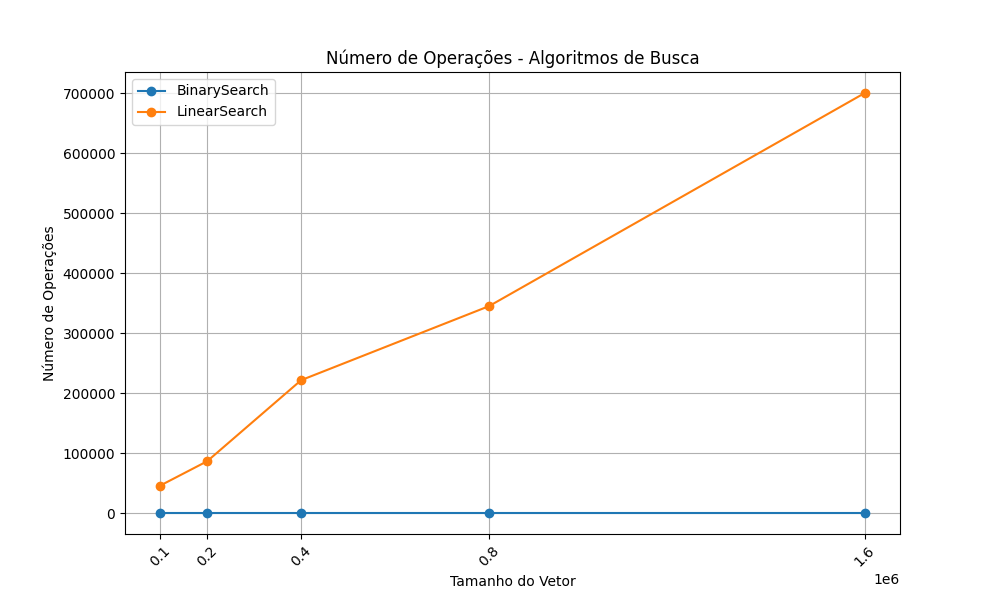 Número de Operações - Algoritmos de Busca
BinarySearch
LinearSearch
Número de Operações
700000
600000
500000
400000
300000
200000
100000
0
0.1
0.2
0.4
0.8
1.6
1e6
Tamanho do Vetor